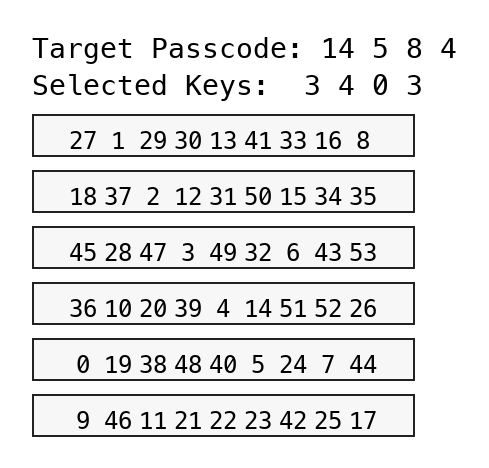 Target Passcode: 14 5 8 4
Selected Keys: 3 4 0 3
27 1 29 30 13 41 33 16 8
18 37 2 12 31 50 15 34 35
45 28 47 3 49 32 6 43 53
36 10 20 39 4 14 51 52 26
0 19 38 48 40 5 24 7 44
9 46 11 21 22 23 42 25 17